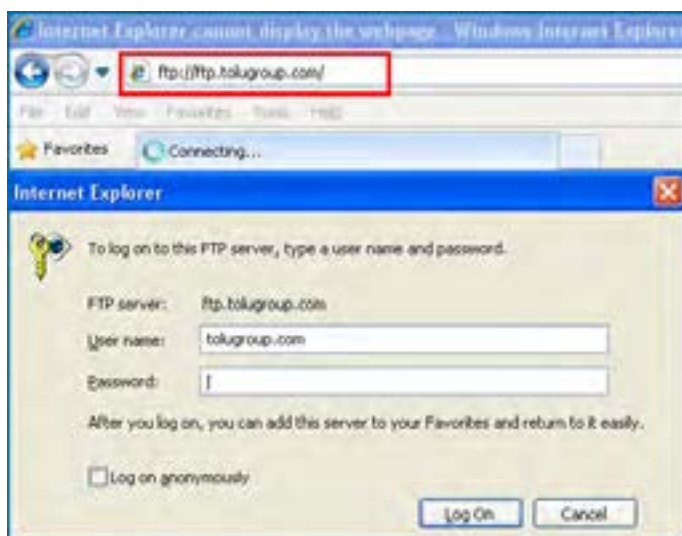 Internet Explorer cannot display the webpage - Windows Internet Explorer
ftp://ftp.tolugroup.com/
File Edit View Favorites Tools Help
Favorites
Connecting...
Internet Explorer
To log on to this FTP server, type a user name and password.
FTP server: ftp.tolugroup.com
User name: tolugroup.com
Password:
After you log on, you can add this server to your Favorites and return to it easily.
Log on anonymously
Log On Cancel